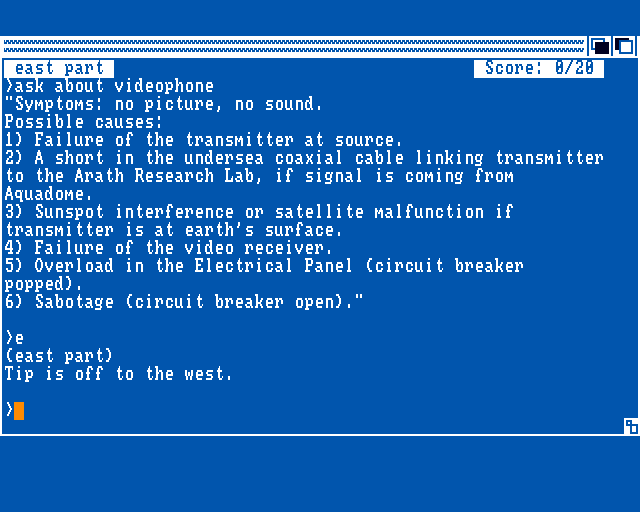 east part Score: 0/20
>ask about videophone
"Symptoms: no picture, no sound.
Possible causes:
1) Failure of the transmitter at source.
2) A short in the undersea coaxial cable linking transmitter
to the Arath Research Lab, if signal is coming from
Aquadome.
3) Sunspot interference or satellite malfunction if
transmitter is at earth's surface.
4) Failure of the video receiver.
5) Overload in the Electrical Panel (circuit breaker
popped).
6) Sabotage (circuit breaker open)."
>e
(east part)
Tip is off to the west.
>